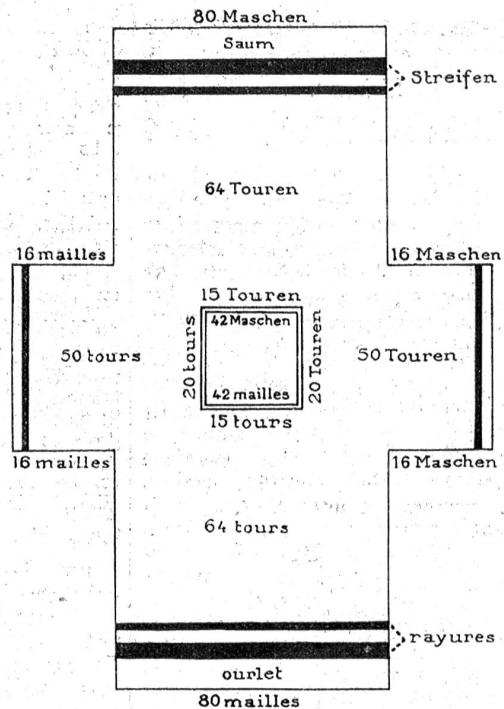 80 Maschen
Saum
Streifen
64 Touren
16 mailles
16 Maschen
15 Touren
42 Maschen
50 tours
20 tours
20 Touren
50 Touren
42 mailles
15 tours
16 mailles
16 Maschen
64 tours
rayures
ourlet
80 mailles